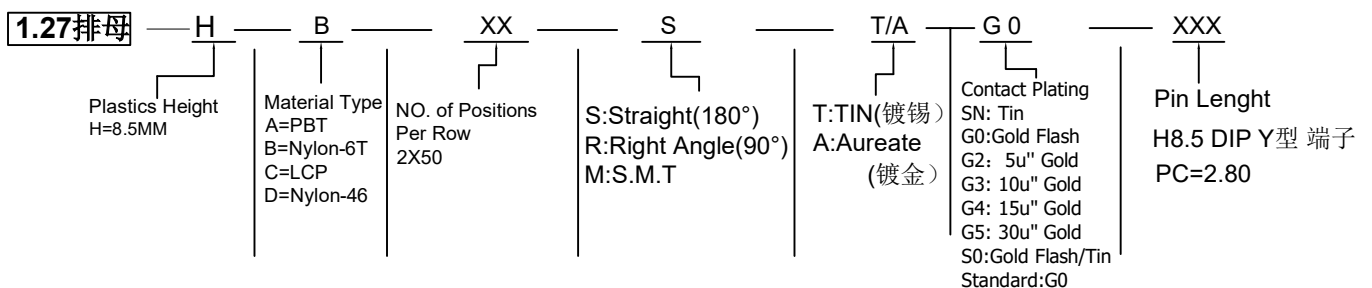 1.27排母 H B XX S T/A G 0 XXX
Plastics Height
H=8.5MM
Material Type
A=PBT
B=Nylon-6T
C=LCP
D=Nylon-46
NO. of Positions
Per Row
2X50
S:Straight(180°)
R:Right Angle(90°)
M:S.M.T
T:TIN(镀锡）
A:Aureate
(镀金）
Contact Plating
SN: Tin
G0:Gold Flash
G2： 5u" Gold
G3: 10u" Gold
G4: 15u" Gold
G5: 30u" Gold
S0:Gold Flash/Tin
Standard:G0
Pin Lenght
H8.5 DIP Y型 端子
PC=2.80